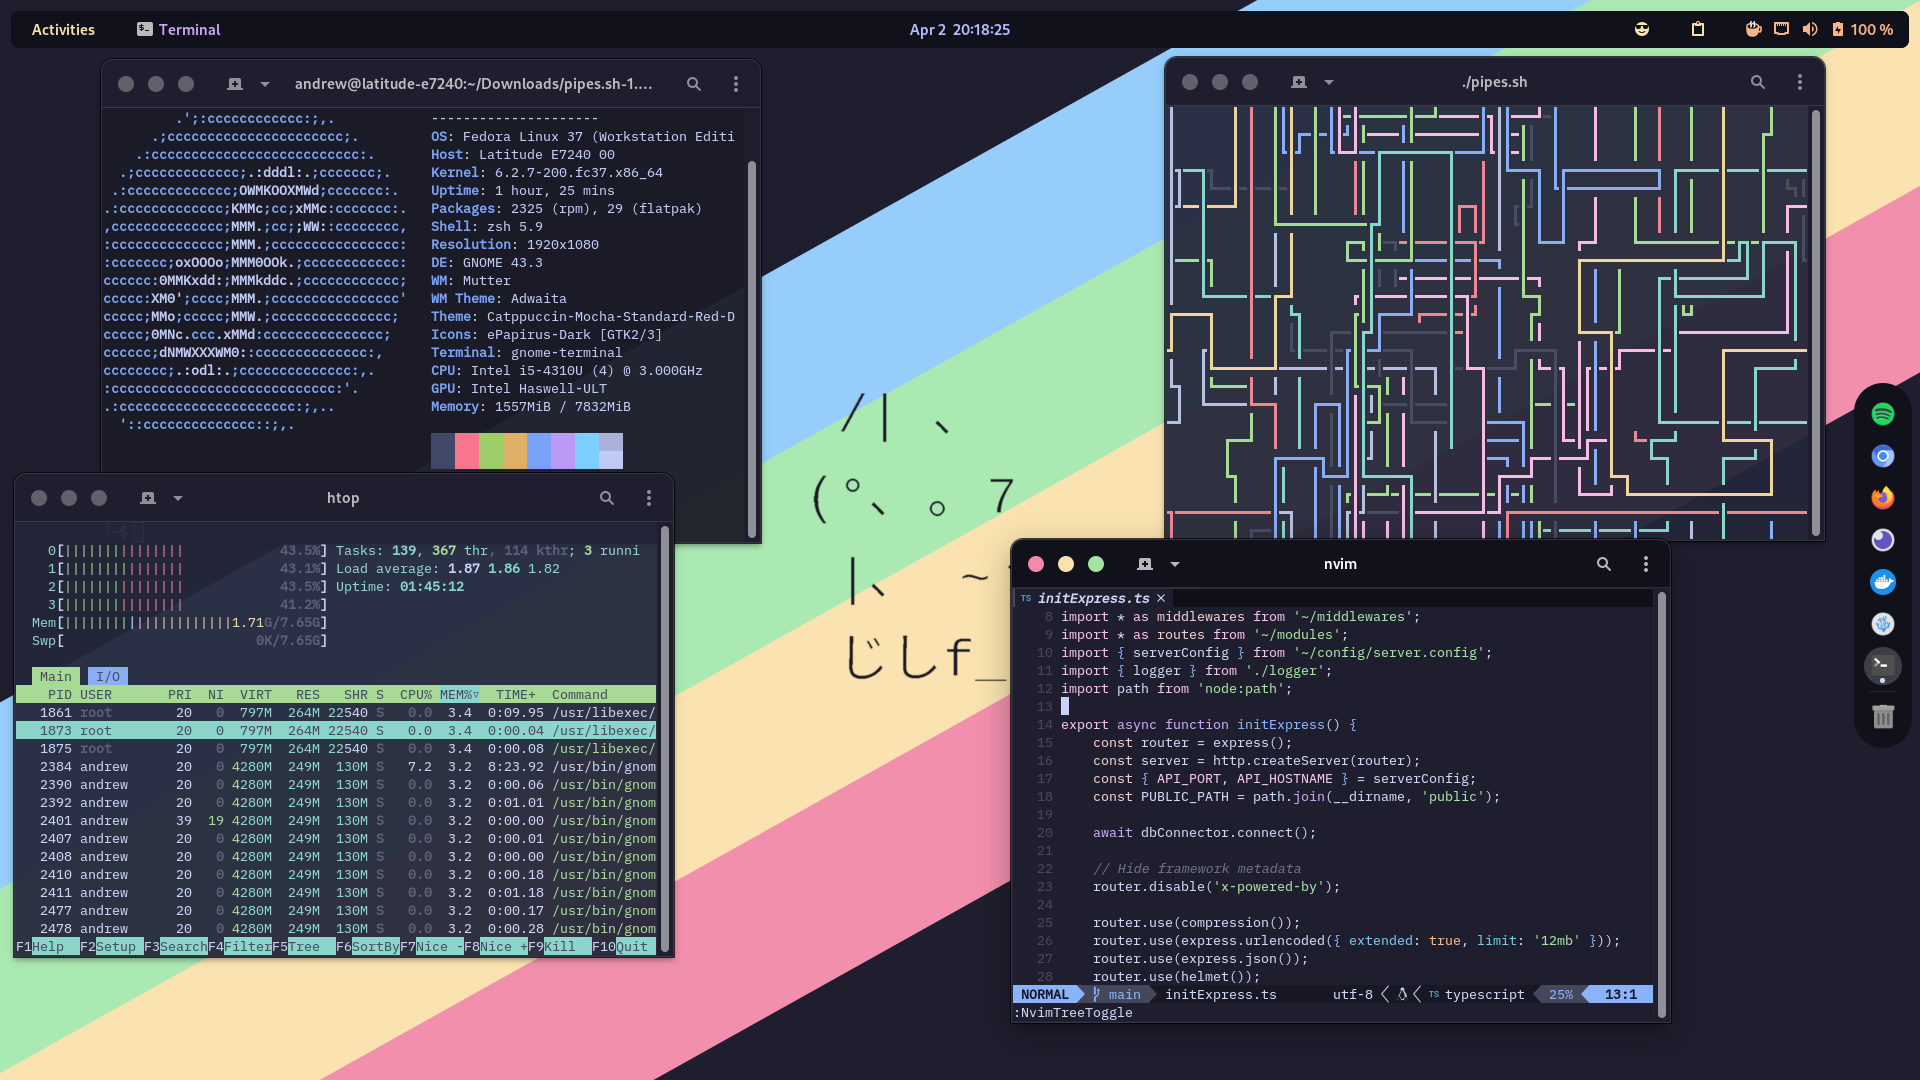 Activities
Terminal
Apr 2 20:18:25
100 %
andrew@latitude-e7240:~/Downloads/pipes.sh-1....
.';:cccccccccccc:;,.
--------------------
.;cccccccccccccccccccccc;.
OS: Fedora Linux 37 (Workstation Editi
.:cccccccccccccccccccccccccc:.
Host: Latitude E7240 00
.;ccccccccccccc;.:dddl:.;ccccccc;.
Kernel: 6.2.7-200.fc37.x86_64
.:ccccccccccccc;OWMKOOXMWd;ccccccc:.
Uptime: 1 hour, 25 mins
.:ccccccccccccc;KMMc;cc;xMMc:ccccccc:.
Packages: 2325 (rpm), 29 (flatpak)
,cccccccccccccc;MMM.;cc;;WW::cccccccc,
Shell: zsh 5.9
:cccccccccccccc;MMM.;cccccccccccccccc:
Resolution: 1920x1080
:ccccccc;oxOOOo;MMM0OOk.;cccccccccccc:
DE: GNOME 43.3
cccccc:0MMKxdd:;MMMkddc.;cccccccccccc;
WM: Mutter
ccccc:XM0';cccc;MMM.;cccccccccccccccc'
WM Theme: Adwaita
ccccc;MMo;ccccc;MMW.;ccccccccccccccc;
Theme: Catppuccin-Mocha-Standard-Red-D
ccccc;0MNc.ccc.xMMd:ccccccccccccccc;
Icons: ePapirus-Dark [GTK2/3]
cccccc;dNMWXXXWM0::cccccccccccccc:,
Terminal: gnome-terminal
cccccccc;.:odl:.;cccccccccccccc:,.
CPU: Intel i5-4310U (4) @ 3.000GHz
:cccccccccccccccccccccccccccc:'.
GPU: Intel Haswell-ULT
.:cccccccccccccccccccccc:;,..
Memory: 1557MiB / 7832MiB
'::cccccccccccccc::;,.
./pipes.sh
/| 、
(°、 。7
|、 ~
じしf_
htop
0[||||||||||||||| 43.5%] Tasks: 139, 367 thr, 114 kthr; 3 runni
1[||||||||||||||| 43.1%] Load average: 1.87 1.86 1.82
2[||||||||||||||| 43.5%] Uptime: 01:45:12
3[||||||||||||||| 41.2%]
Mem[|||||||||||||||||||||1.71G/7.65G]
Swp[ 0K/7.65G]
Main I/O
PID USER PRI NI VIRT RES SHR S CPU% MEM%▽ TIME+ Command
1861 root 20 0 797M 264M 22540 S 0.0 3.4 0:09.95 /usr/libexec/
1873 root 20 0 797M 264M 22540 S 0.0 3.4 0:00.04 /usr/libexec/
1875 root 20 0 797M 264M 22540 S 0.0 3.4 0:00.08 /usr/libexec/
2384 andrew 20 0 4280M 249M 130M S 7.2 3.2 8:23.92 /usr/bin/gnom
2390 andrew 20 0 4280M 249M 130M S 0.0 3.2 0:00.06 /usr/bin/gnom
2392 andrew 20 0 4280M 249M 130M S 0.0 3.2 0:01.01 /usr/bin/gnom
2401 andrew 39 19 4280M 249M 130M S 0.0 3.2 0:00.00 /usr/bin/gnom
2407 andrew 20 0 4280M 249M 130M S 0.0 3.2 0:00.01 /usr/bin/gnom
2408 andrew 20 0 4280M 249M 130M S 0.0 3.2 0:00.00 /usr/bin/gnom
2410 andrew 20 0 4280M 249M 130M S 0.0 3.2 0:00.18 /usr/bin/gnom
2411 andrew 20 0 4280M 249M 130M S 0.0 3.2 0:01.18 /usr/bin/gnom
2477 andrew 20 0 4280M 249M 130M S 0.0 3.2 0:00.17 /usr/bin/gnom
2478 andrew 20 0 4280M 249M 130M S 0.0 3.2 0:00.28 /usr/bin/gnom
F1Help F2Setup F3SearchF4FilterF5Tree F6SortByF7Nice -F8Nice +F9Kill F10Quit
nvim
TS initExpress.ts ×
8 import * as middlewares from '~/middlewares';
9 import * as routes from '~/modules';
10 import { serverConfig } from '~/config/server.config';
11 import { logger } from './logger';
12 import path from 'node:path';
13
14 export async function initExpress() {
15 const router = express();
16 const server = http.createServer(router);
17 const { API_PORT, API_HOSTNAME } = serverConfig;
18 const PUBLIC_PATH = path.join(__dirname, 'public');
19
20 await dbConnector.connect();
21
22 // Hide framework metadata
23 router.disable('x-powered-by');
24
25 router.use(compression());
26 router.use(express.urlencoded({ extended: true, limit: '12mb' }));
27 router.use(express.json());
28 router.use(helmet());
NORMAL main initExpress.ts utf-8 TS typescript 25% 13:1
:NvimTreeToggle